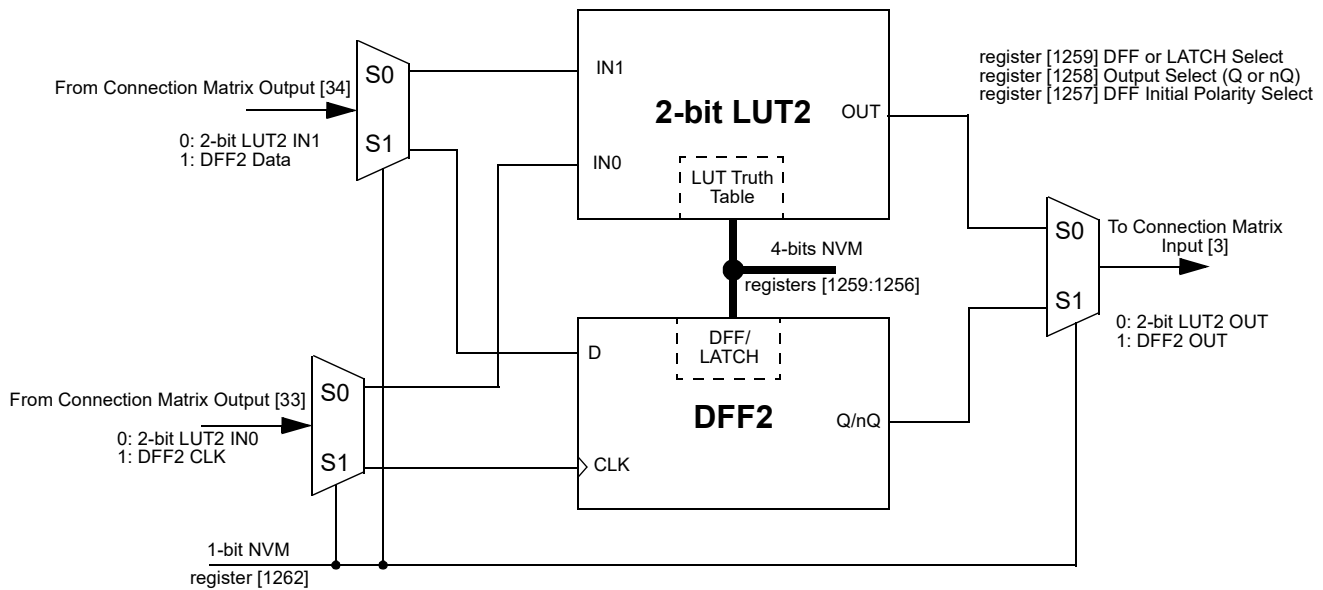 From Connection Matrix Output [34]
0: 2-bit LUT2 IN1
1: DFF2 Data
S0
S1
IN1
IN0
2-bit LUT2
OUT
LUT Truth
Table
register [1259] DFF or LATCH Select
register [1258] Output Select (Q or nQ)
register [1257] DFF Initial Polarity Select
4-bits NVM
registers [1259:1256]
S0
S1
To Connection Matrix
Input [3]
0: 2-bit LUT2 OUT
1: DFF2 OUT
From Connection Matrix Output [33]
0: 2-bit LUT2 IN0
1: DFF2 CLK
S0
S1
D
CLK
DFF/
LATCH
DFF2
Q/nQ
1-bit NVM
register [1262]